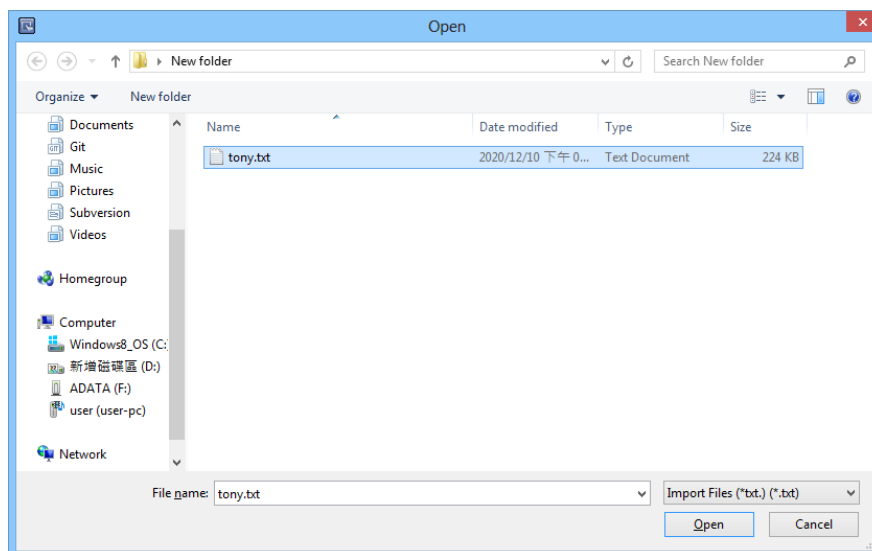 Open
New folder
Search New folder
Organize
New folder
Name
Date modified
Type
Size
tony.txt
2020/12/10 下午 0...
Text Document
224 KB
Documents
Git
Music
Pictures
Subversion
Videos
Homegroup
Computer
Windows8_OS (C:
新增磁碟區 (D:)
ADATA (F:)
user (user-pc)
Network
File name:
tony.txt
Import Files (*txt.) (*.txt)
Open
Cancel